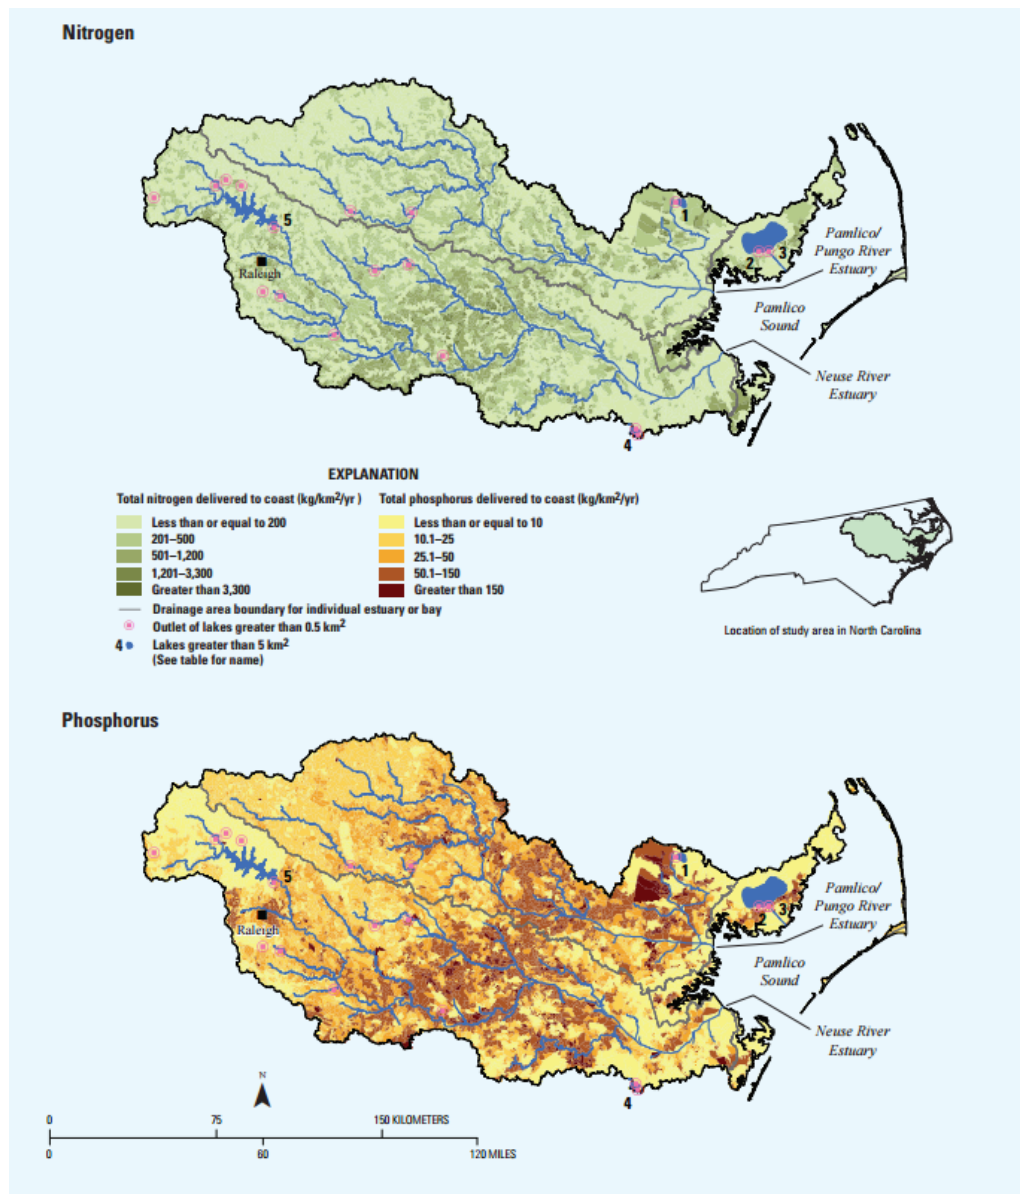 Nitrogen
5
Raleigh
1
2
3
Pamlico/
Pungo River
Estuary
Pamlico
Sound
Neuse River
Estuary
4
EXPLANATION
Total nitrogen delivered to coast (kg/km2/yr )
Less than or equal to 200
201–500
501–1,200
1,201–3,300
Greater than 3,300
Total phosphorus delivered to coast (kg/km2/yr)
Less than or equal to 10
10.1–25
25.1–50
50.1–150
Greater than 150
Drainage area boundary for individual estuary or bay
Outlet of lakes greater than 0.5 km2
4 Lakes greater than 5 km2
(See table for name)
Location of study area in North Carolina
Phosphorus
5
Raleigh
1
2
3
Pamlico/
Pungo River
Estuary
Pamlico
Sound
Neuse River
Estuary
4
N
0 75 150 KILOMETERS
0 60 120 MILES